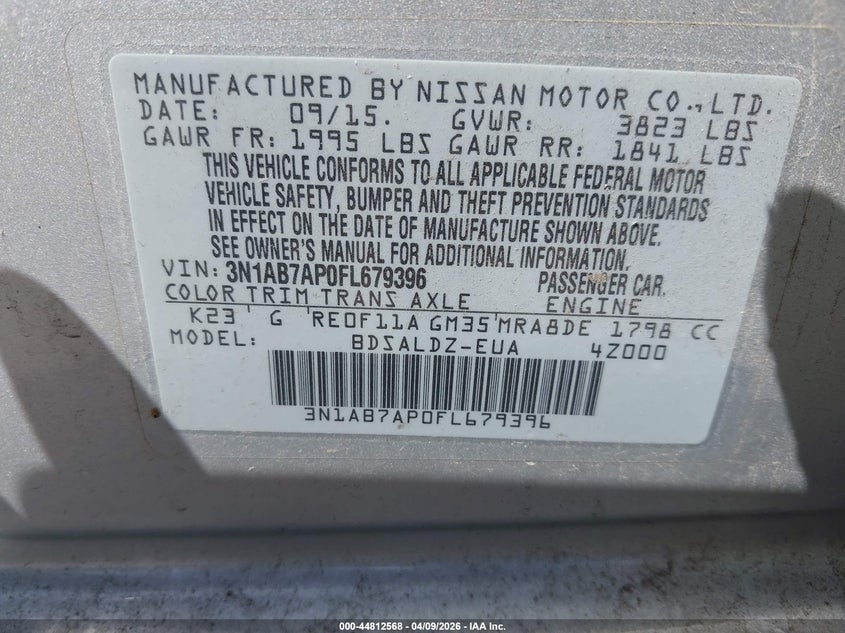 MANUFACTURED BY NISSAN MOTOR CO., LTD.
DATE: 09/15. GVWR: 3823 LBS
GAWR FR: 1995 LBS GAWR RR: 1841 LBS
THIS VEHICLE CONFORMS TO ALL APPLICABLE FEDERAL MOTOR
VEHICLE SAFETY, BUMPER AND THEFT PREVENTION STANDARDS
IN EFFECT ON THE DATE OF MANUFACTURE SHOWN ABOVE.
SEE OWNER'S MANUAL FOR ADDITIONAL INFORMATION.
VIN: 3N1AB7AP0FL679396 PASSENGER CAR.
COLOR TRIM TRANS AXLE ENGINE
K23 G RE0F11A GM35 MRA8DE 1798 CC
MODEL: BDSALDZ-EUA 4Z000
3N1AB7AP0FL679396
000-44812568 | 04/09/2026 | IAA Inc.